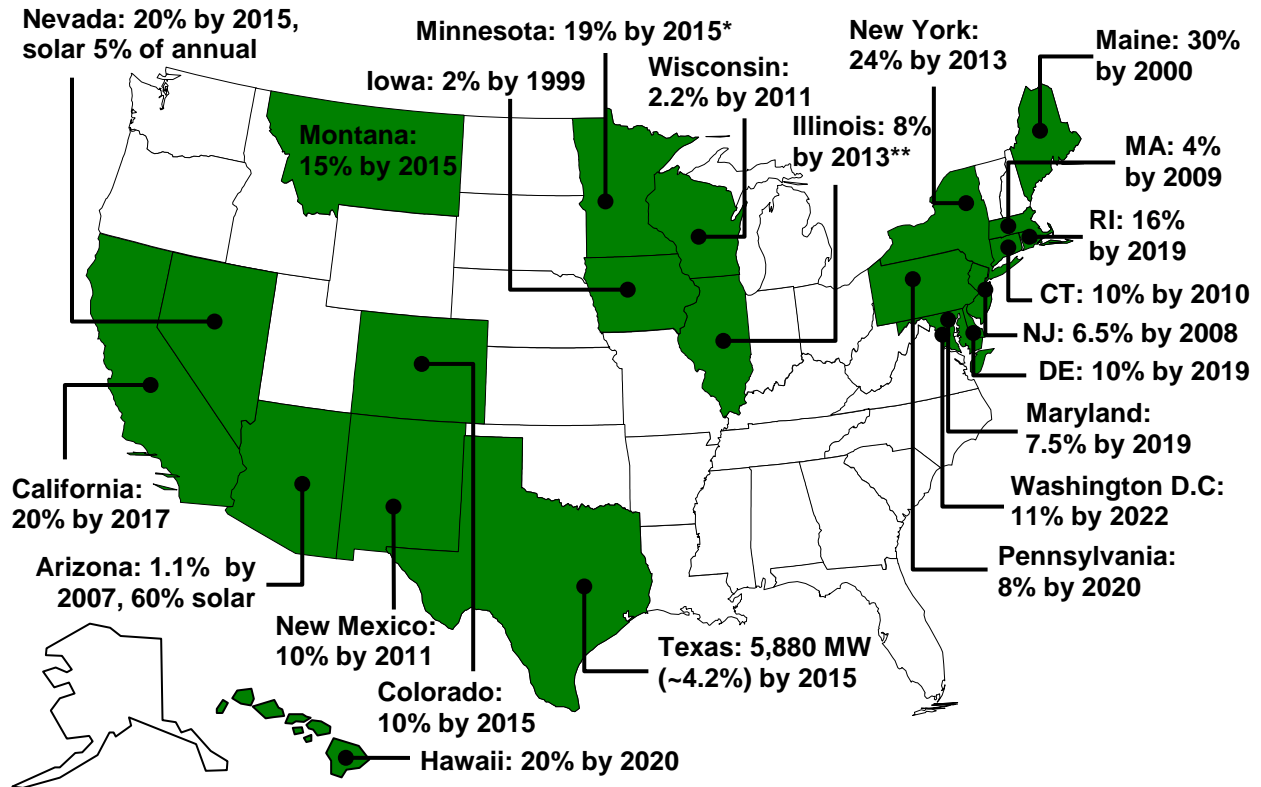 Nevada: 20% by 2015,
solar 5% of annual
Minnesota: 19% by 2015*
Iowa: 2% by 1999
Wisconsin:
2.2% by 2011
New York:
24% by 2013
Maine: 30%
by 2000
Montana:
15% by 2015
Illinois: 8%
by 2013**
MA: 4%
by 2009
RI: 16%
by 2019
CT: 10% by 2010
NJ: 6.5% by 2008
DE: 10% by 2019
Maryland:
7.5% by 2019
Washington D.C:
11% by 2022
Pennsylvania:
8% by 2020
California:
20% by 2017
Arizona: 1.1% by
2007, 60% solar
New Mexico:
10% by 2011
Texas: 5,880 MW
(~4.2%) by 2015
Colorado:
10% by 2015
Hawaii: 20% by 2020